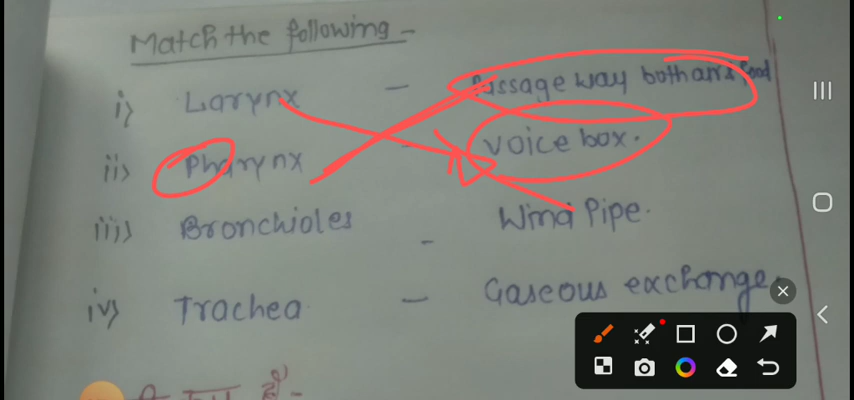 Match the following -
i) Larynx - Passage way both air & food
ii) Pharynx - Voice box.
iii) Bronchioles - Wind Pipe.
iv) Trachea - Gaseous exchange.